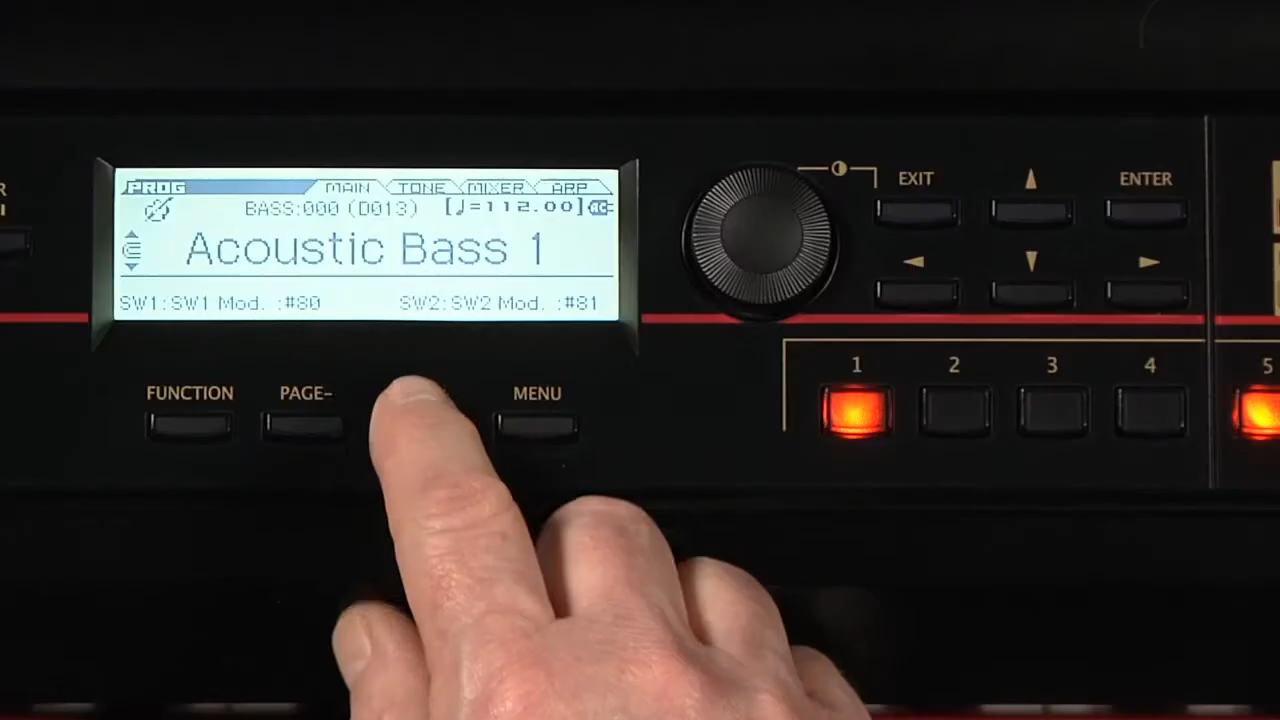 PROG MAIN TONE MIXER ARP
BASS:000 (D013) [♩=112.00]
Acoustic Bass 1
SW1:SW1 Mod. :#80 SW2:SW2 Mod. :#81
EXIT ENTER
FUNCTION PAGE- MENU
1 2 3 4 5